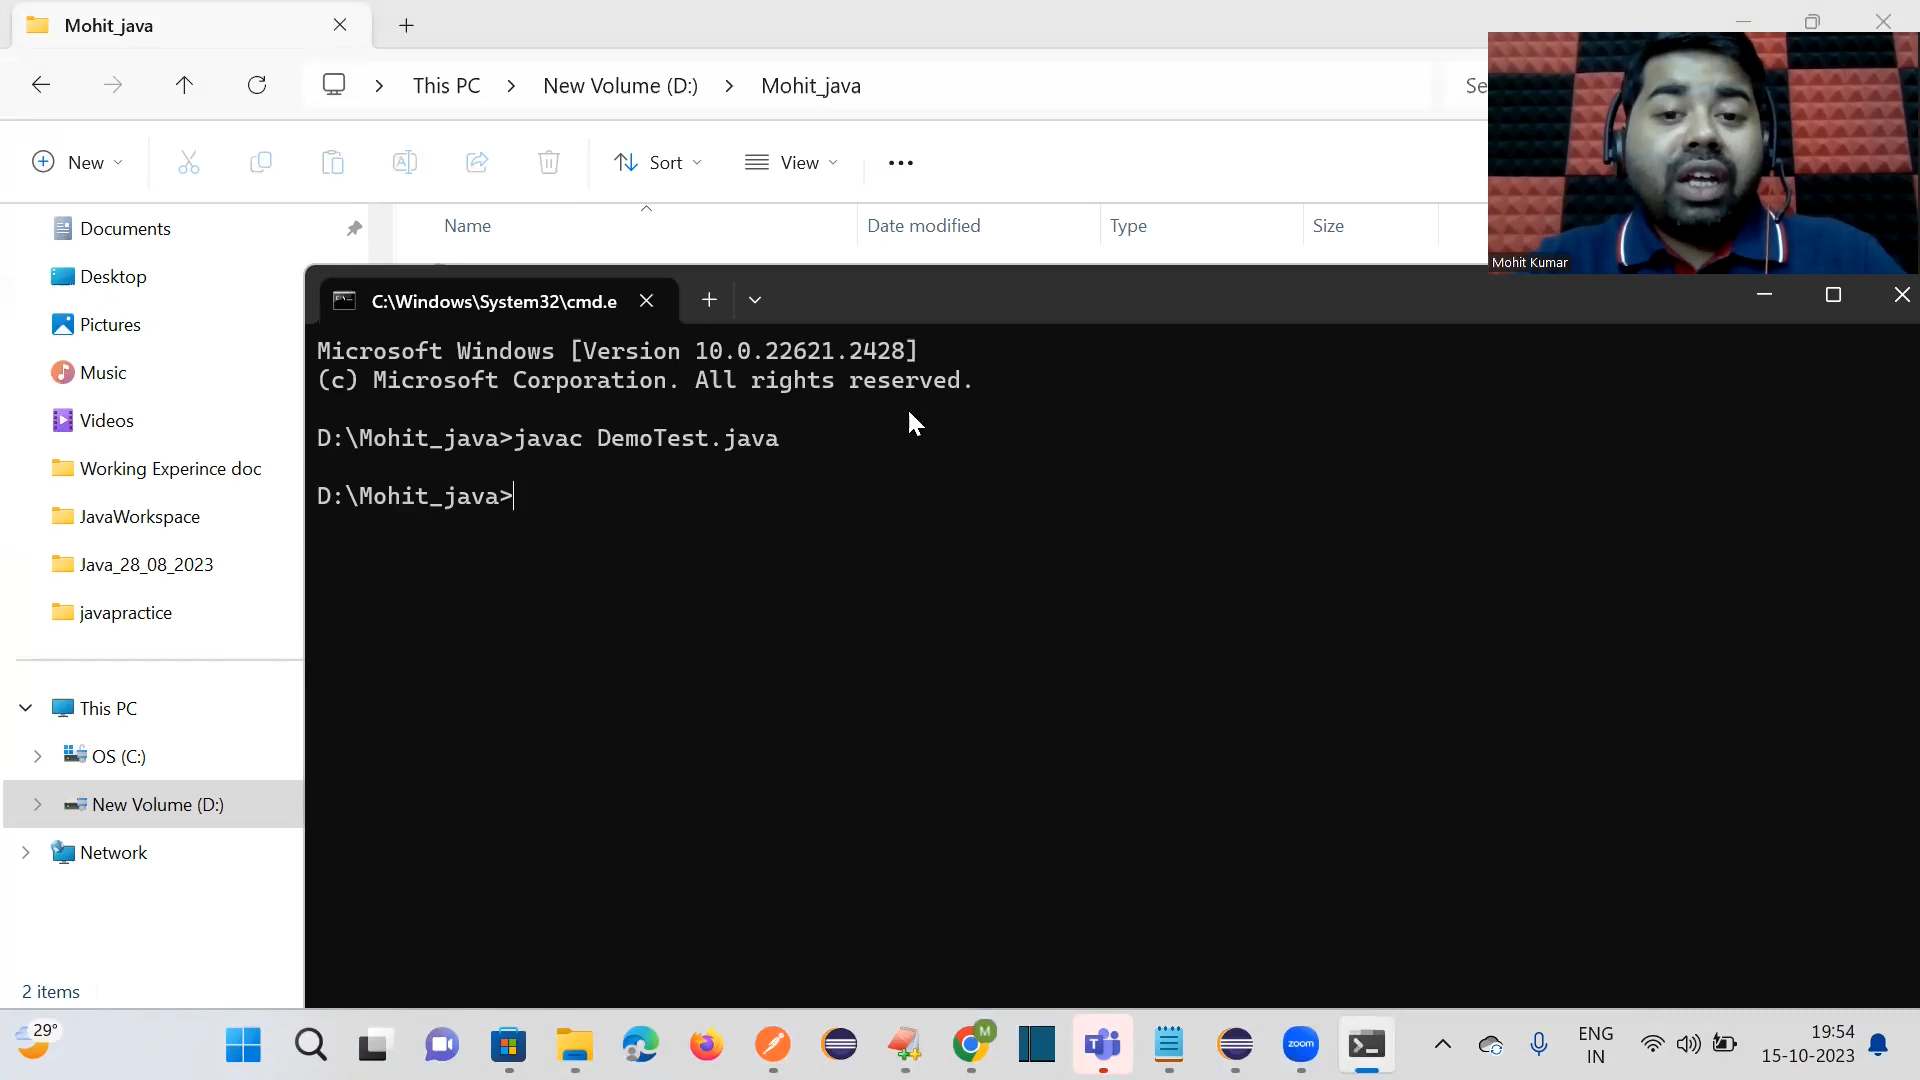 Mohit_java
This PC > New Volume (D:) > Mohit_java
Se
New
Sort
View
Name
Date modified
Type
Size
Mohit Kumar
Documents
Desktop
Pictures
Music
Videos
Working Experince doc
JavaWorkspace
Java_28_08_2023
javapractice
This PC
OS (C:)
New Volume (D:)
Network
2 items
C:\Windows\System32\cmd.e
Microsoft Windows [Version 10.0.22621.2428]
(c) Microsoft Corporation. All rights reserved.
D:\Mohit_java>javac DemoTest.java
D:\Mohit_java>
29°
M
zoom
ENG
IN
19:54
15-10-2023